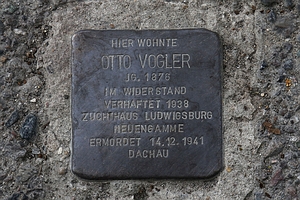 HIER WOHNTE
OTTO VOGLER
JG. 1876
IM WIDERSTAND
VERHAFTET 1938
ZUCHTHAUS LUDWIGSBURG
NEUENGAMME
ERMORDET 14.12.1941
DACHAU